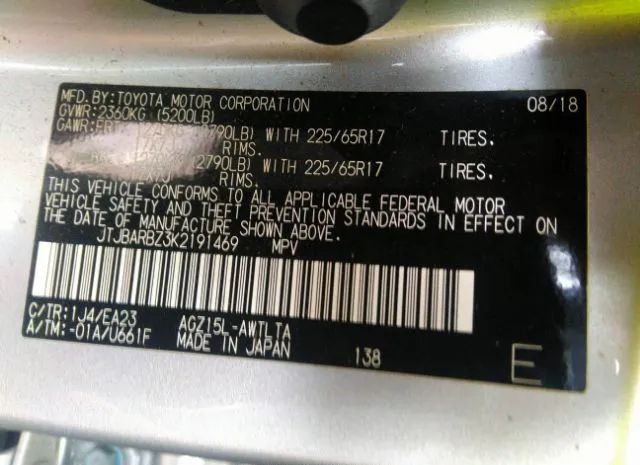 MFD. BY: TOYOTA MOTOR CORPORATION 08/18
GVWR: 2360KG (5200LB)
GAWR: FRT 2790LB) WITH 225/65R17 TIRES.
RIMS.
(2790LB) WITH 225/65R17 TIRES.
RIMS.
THIS VEHICLE CONFORMS TO ALL APPLICABLE FEDERAL MOTOR
VEHICLE SAFETY AND THEFT PREVENTION STANDARDS IN EFFECT ON
THE DATE OF MANUFACTURE SHOWN ABOVE.
JTJBARBZ3K2191469 MPV
C/TR: 1J4/EA23 AGZ15L-AWTLTA
A/TM: -01A/U661F MADE IN JAPAN 138 E